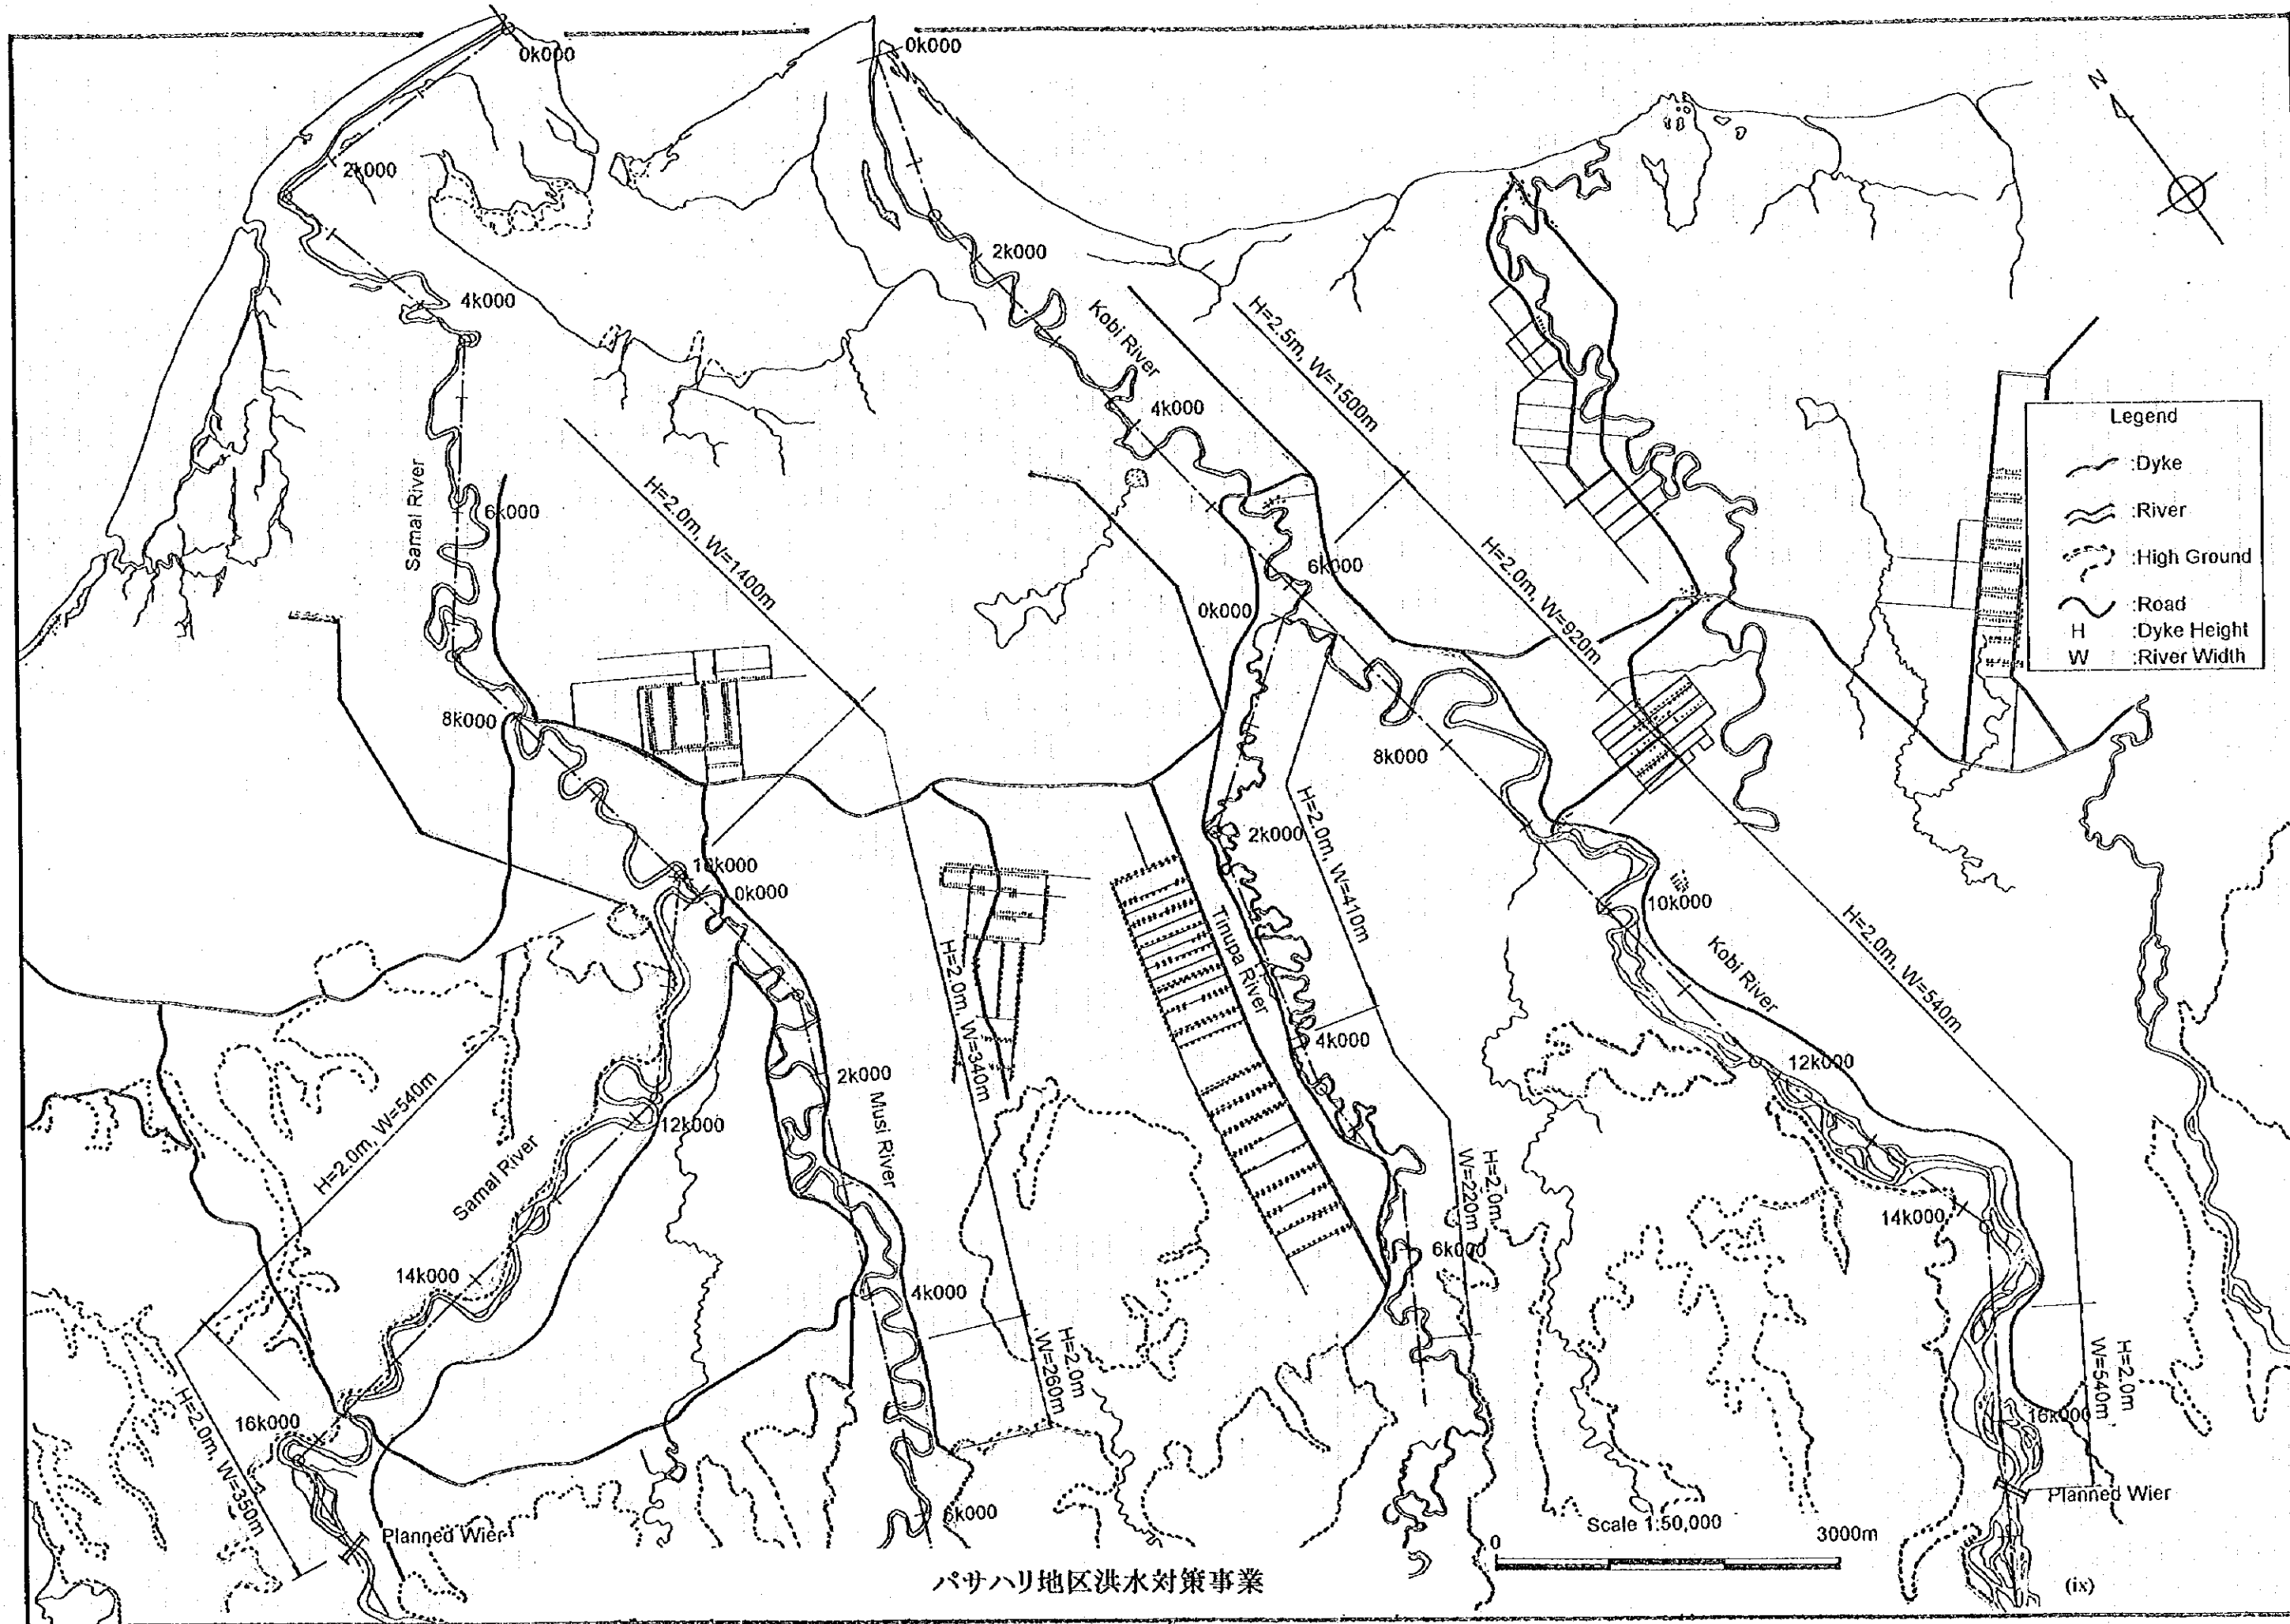 0k000
0k000
N
2k000
2k000
4k000
Kobi River
H=2.5m, W=1500m
4k000
Samal River
6k000
H=2.0m, W=1400m
Legend
:Dyke
:River
:High Ground
:Road
H :Dyke Height
W :River Width
6k000
0k000
H=2.0m, W=920m
8k000
8k000
2k000
H=2.0m, W=410m
10k000
0k000
10k000
Tinupa River
Kobi River
H=2.0m, W=540m
H=2.0m, W=340m
4k000
12k000
2k000
Musi River
12k000
H=2.0m, W=540m
Samal River
H=2.0m
W=220m
14k000
6k000
14k000
4k000
H=2.0m
W=260m
H=2.0m
W=540m
16k000
16k000
H=2.0m, W=350m
Planned Wier
6k000
Planned Wier
Scale 1:50,000
0
3000m
パサハリ地区洪水対策事業
(ix)